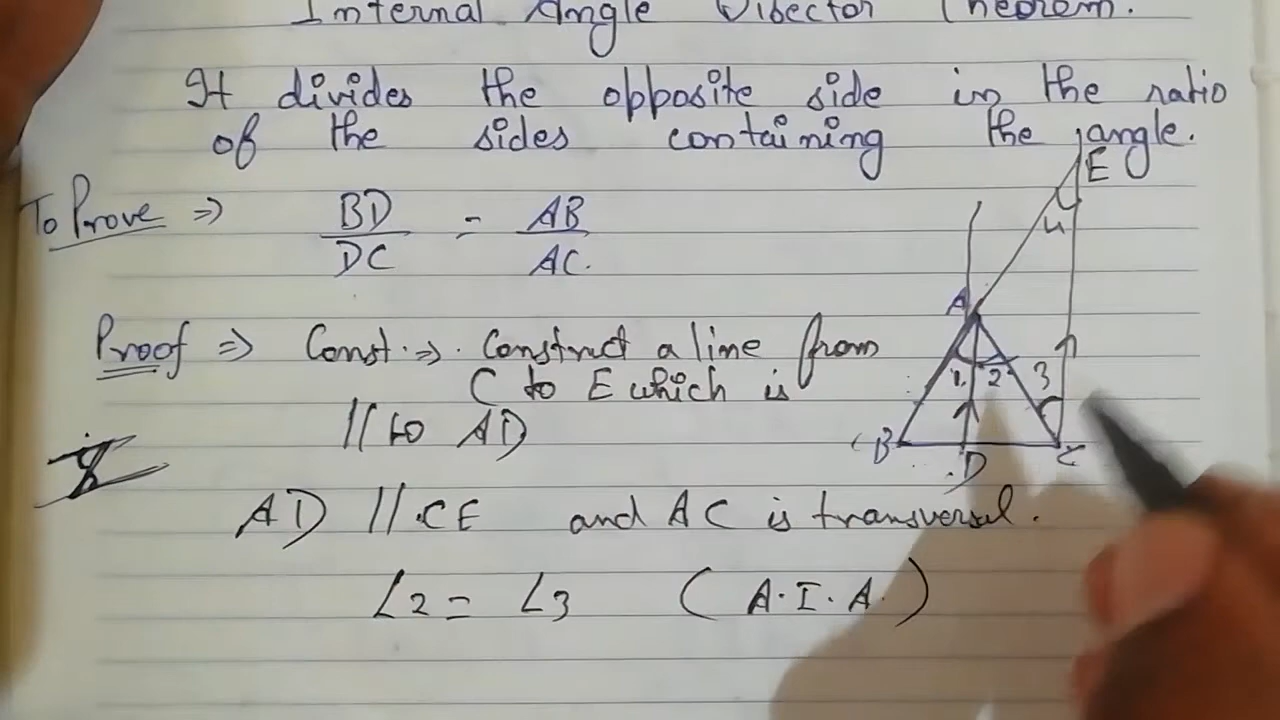 Internal Angle Bisector Theorem.
It divides the opposite side in the ratio
of the sides containing the angle.
To Prove ⇒ BD/DC = AB/AC.
Proof ⇒ Const. ⇒. Construct a line from
C to E which is
// to AD
AD // CE and AC is transversal.
∠2 = ∠3 (A.I.A.)
E
4
A
1. 2 3
B D C